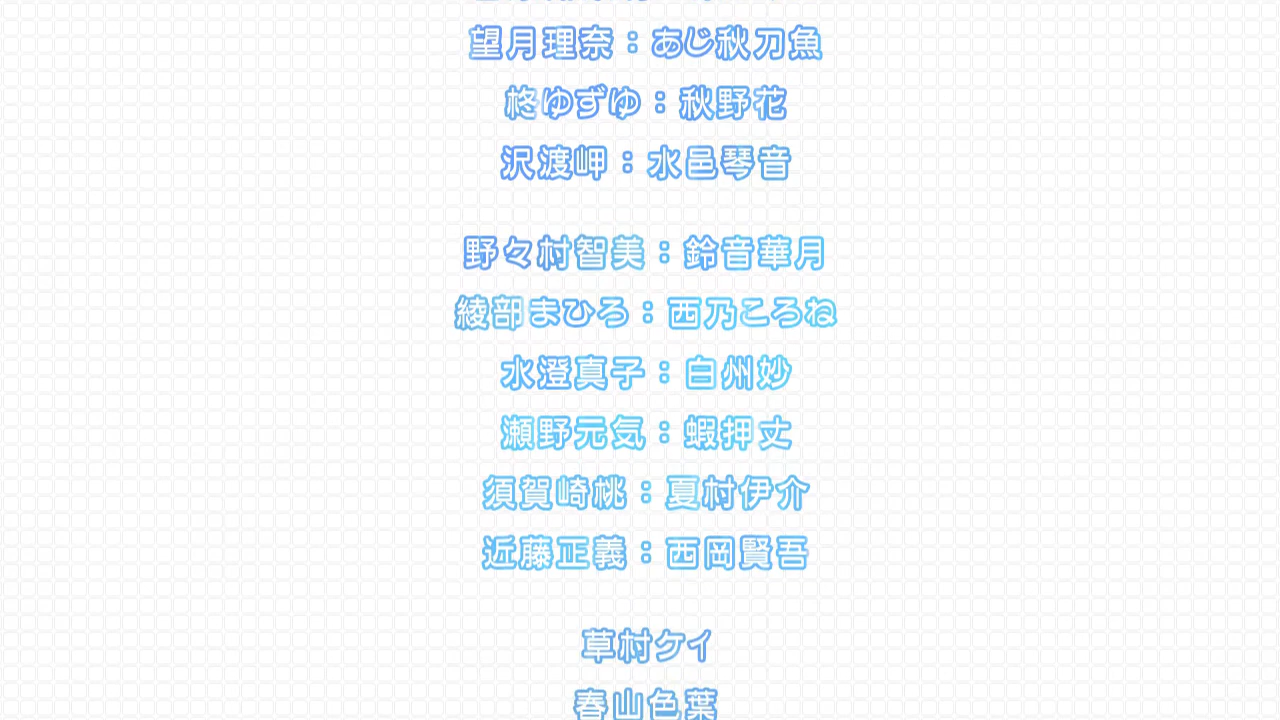 望月理奈：あじ秋刀魚
柊ゆずゆ：秋野花
沢渡岬：水邑琴音
野々村智美：鈴音華月
綾部まひろ：西乃ころね
水澄真子：白州妙
瀬野元気：蝦押丈
須賀崎桃：夏村伊介
近藤正義：西岡賢吾
草村ケイ
春山色葉